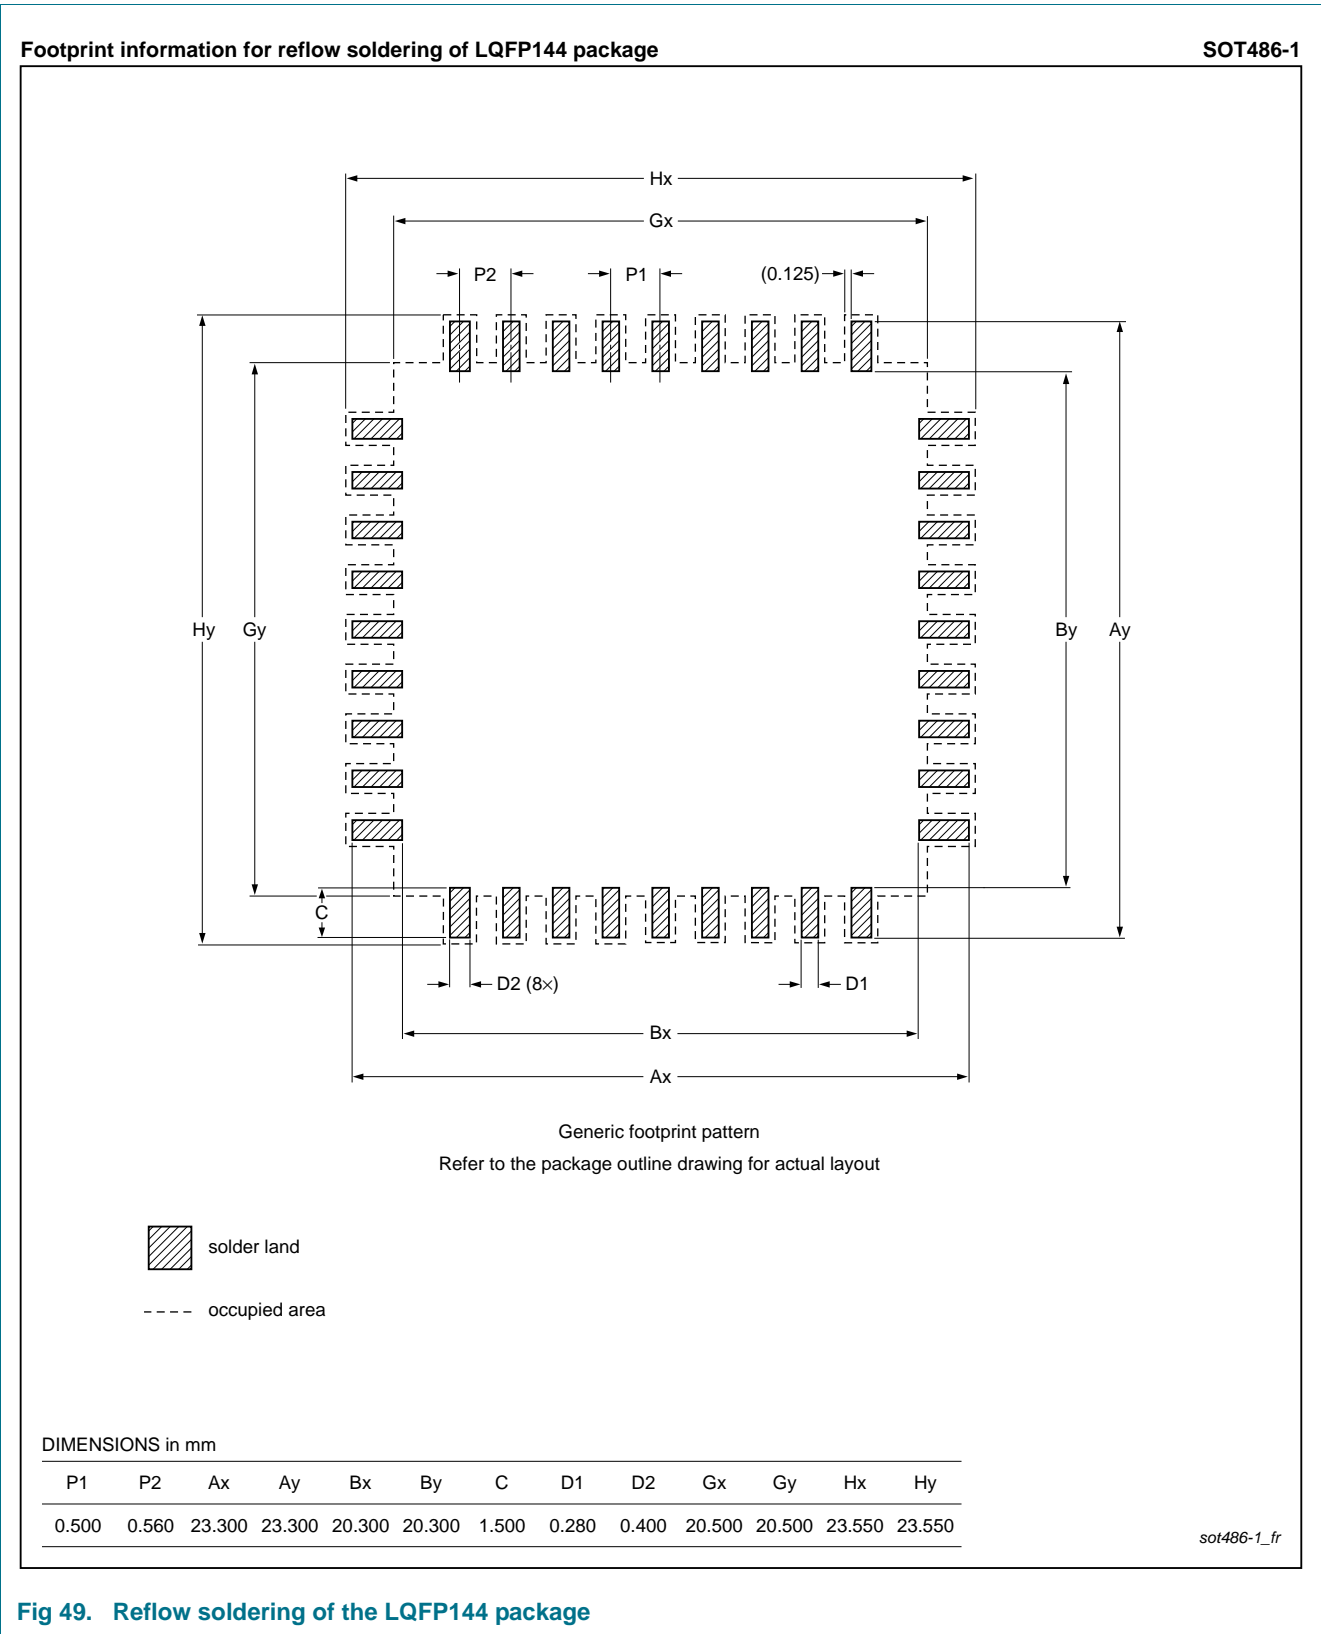 Footprint information for reflow soldering of LQFP144 package SOT486-1
Hx
Gx
P2 P1 (0.125)
Hy Gy By Ay
C
D2 (8×) D1
Bx
Ax
Generic footprint pattern
Refer to the package outline drawing for actual layout
solder land
occupied area
DIMENSIONS in mm
P1 P2 Ax Ay Bx By C D1 D2 Gx Gy Hx Hy
0.500 0.560 23.300 23.300 20.300 20.300 1.500 0.280 0.400 20.500 20.500 23.550 23.550
sot486-1_fr
Fig 49. Reflow soldering of the LQFP144 package